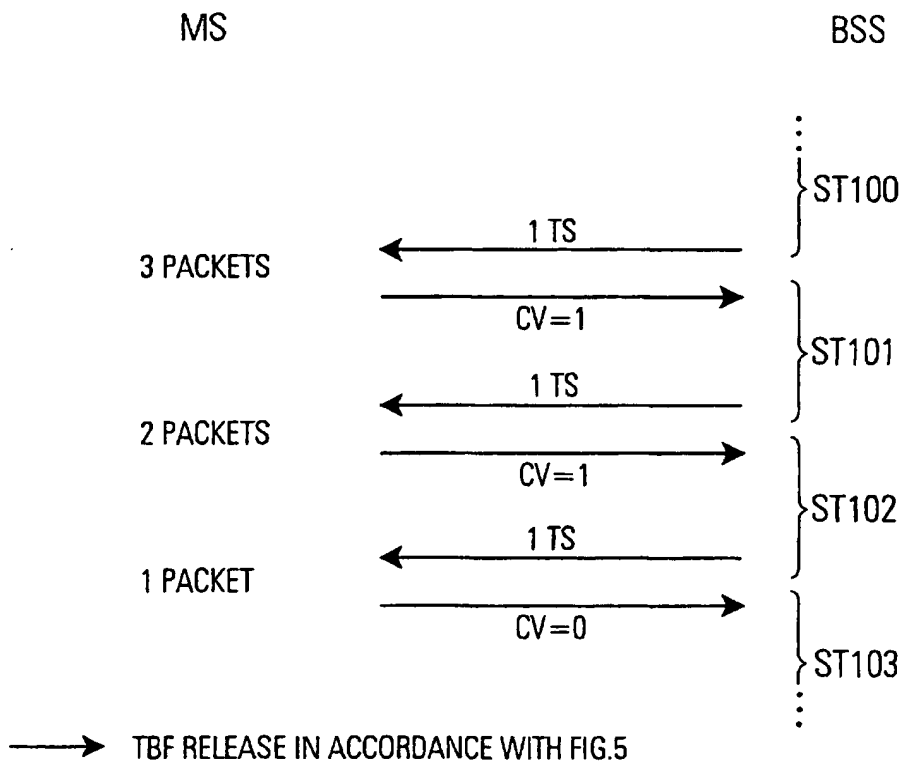 MS
BSS
ST100
1 TS
3 PACKETS
CV=1
ST101
1 TS
2 PACKETS
CV=1
ST102
1 TS
1 PACKET
CV=0
ST103
TBF RELEASE IN ACCORDANCE WITH FIG.5